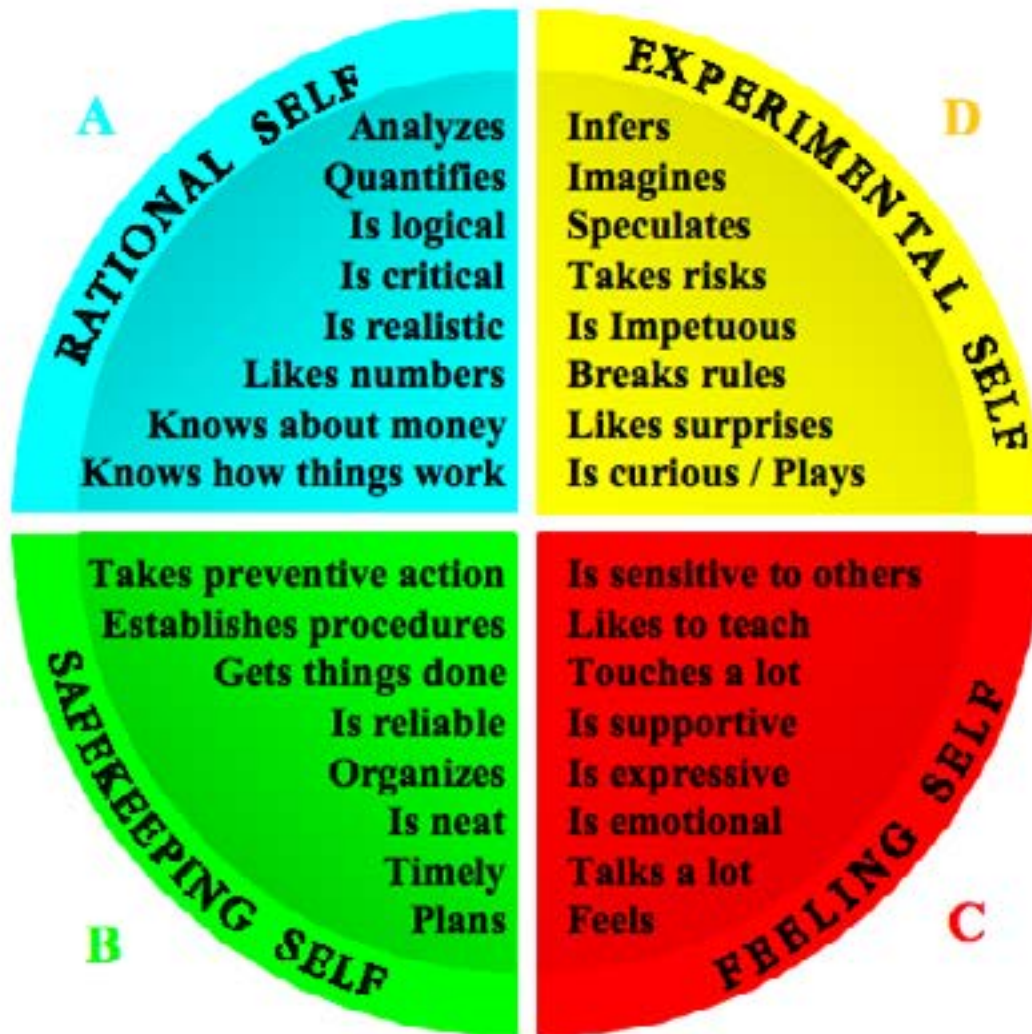 A
RATIONAL SELF
Analyzes
Quantifies
Is logical
Is critical
Is realistic
Likes numbers
Knows about money
Knows how things work
D
EXPERIMENTAL SELF
Infers
Imagines
Speculates
Takes risks
Is Impetuous
Breaks rules
Likes surprises
Is curious / Plays
B
SAFEKEEPING SELF
Takes preventive action
Establishes procedures
Gets things done
Is reliable
Organizes
Is neat
Timely
Plans
C
FEELING SELF
Is sensitive to others
Likes to teach
Touches a lot
Is supportive
Is expressive
Is emotional
Talks a lot
Feels